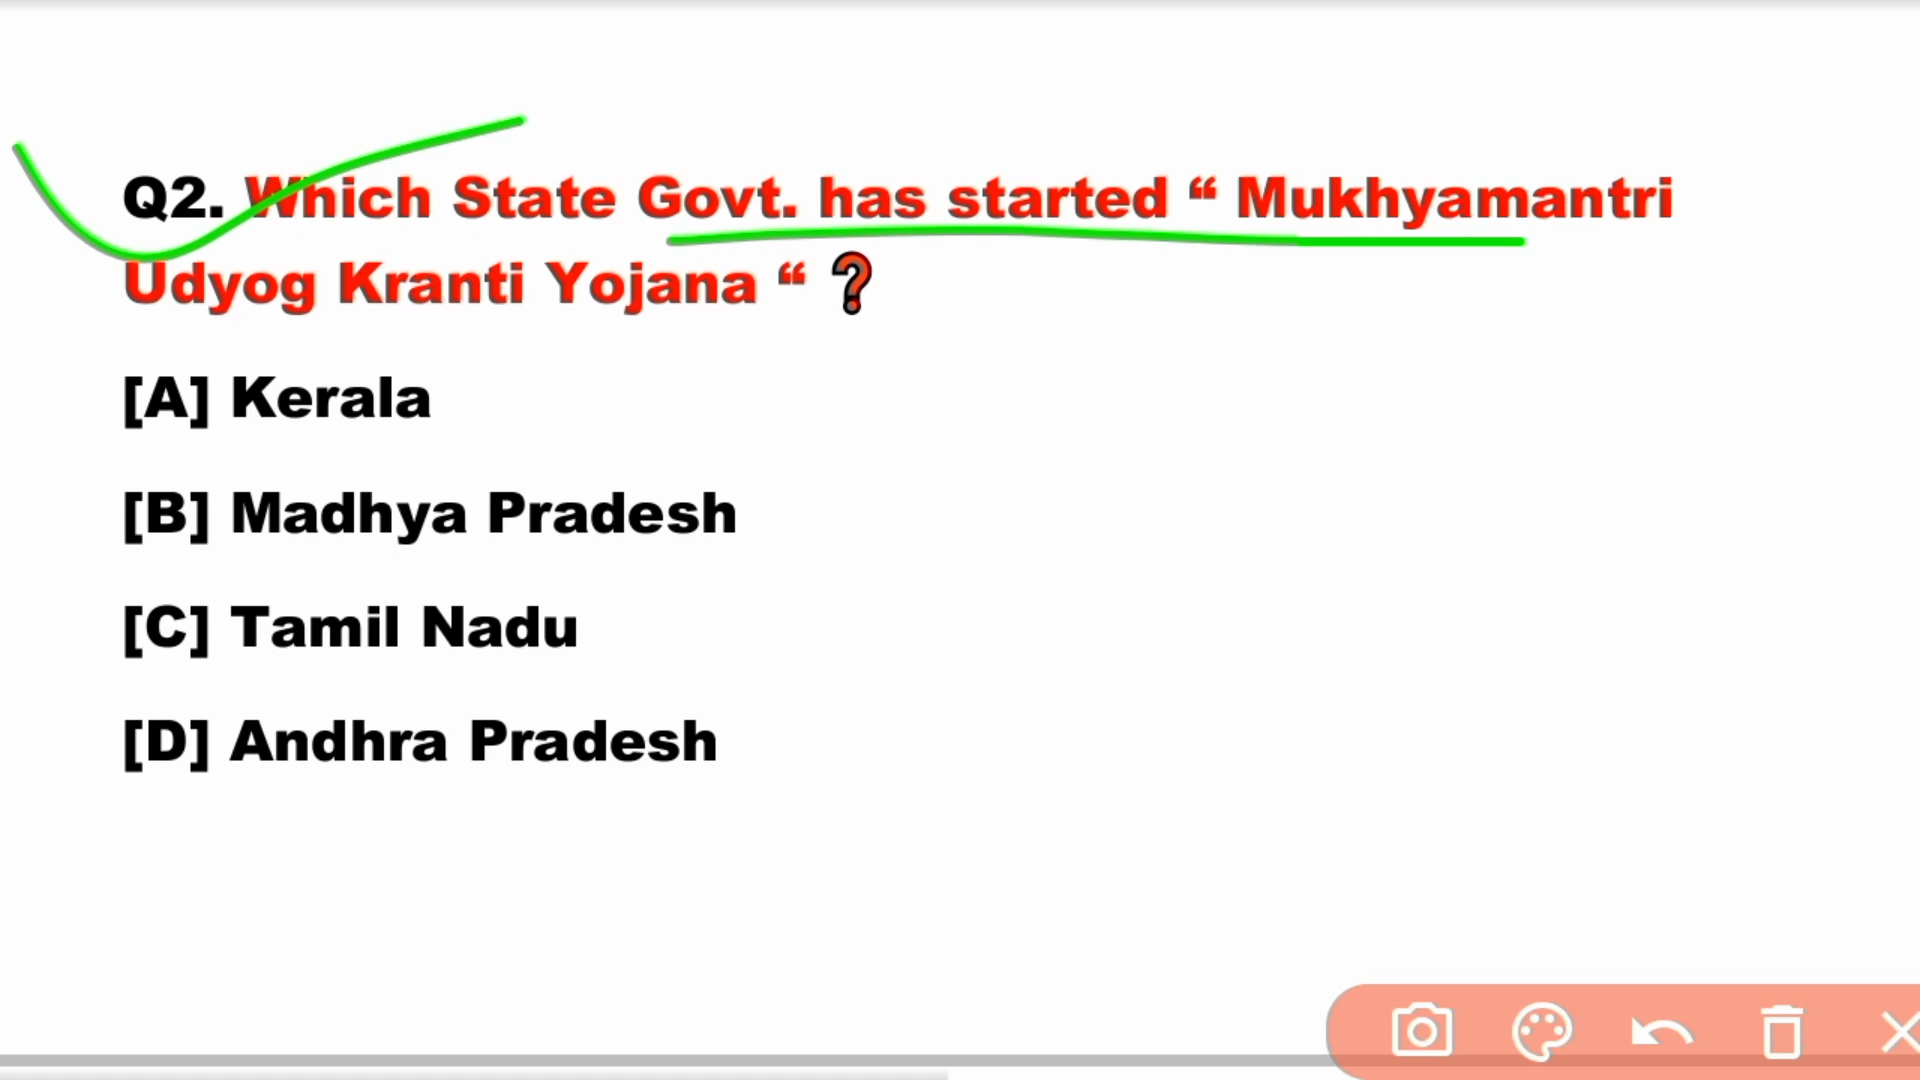 Q2. Which State Govt. has started “ Mukhyamantri
Udyog Kranti Yojana “ ?
[A] Kerala
[B] Madhya Pradesh
[C] Tamil Nadu
[D] Andhra Pradesh